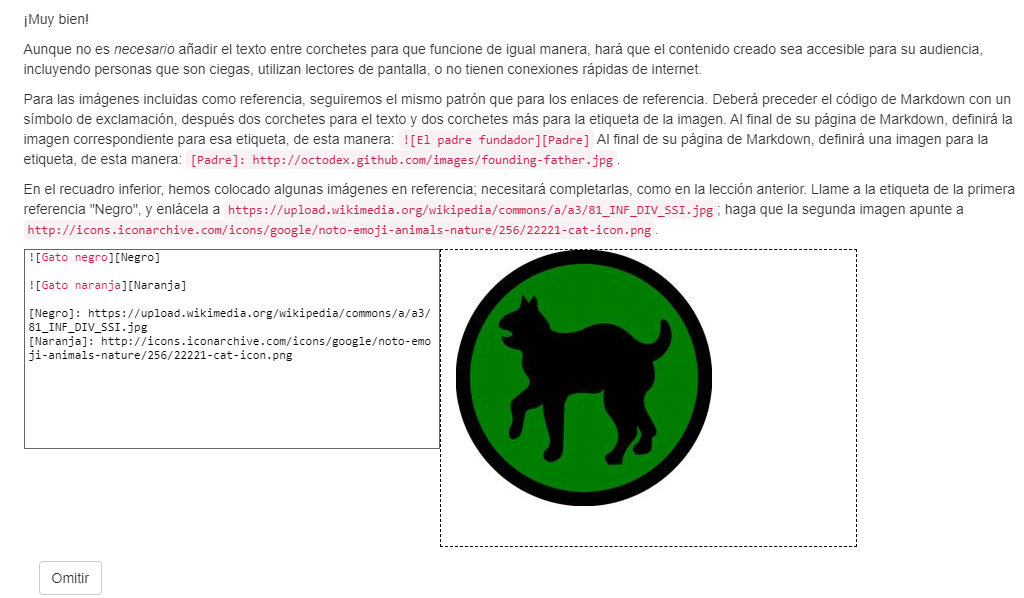 ¡Muy bien!
Aunque no es necesario añadir el texto entre corchetes para que funcione de igual manera, hará que el contenido creado sea accesible para su audiencia,
incluyendo personas que son ciegas, utilizan lectores de pantalla, o no tienen conexiones rápidas de internet.
Para las imágenes incluidas como referencia, seguiremos el mismo patrón que para los enlaces de referencia. Deberá preceder el código de Markdown con un
símbolo de exclamación, después dos corchetes para el texto y dos corchetes más para la etiqueta de la imagen. Al final de su página de Markdown, definirá la
imagen correspondiente para esa etiqueta, de esta manera: ![El padre fundador][Padre] Al final de su página de Markdown, definirá una imagen para la
etiqueta, de esta manera: [Padre]: http://octodex.github.com/images/founding-father.jpg .
En el recuadro inferior, hemos colocado algunas imágenes en referencia; necesitará completarlas, como en la lección anterior. Llame a la etiqueta de la primera
referencia "Negro", y enlácela a https://upload.wikimedia.org/wikipedia/commons/a/a3/81_INF_DIV_SSI.jpg ; haga que la segunda imagen apunte a
http://icons.iconarchive.com/icons/google/noto-emoji-animals-nature/256/22221-cat-icon.png .
![Gato negro][Negro]
![Gato naranja][Naranja]
[Negro]: https://upload.wikimedia.org/wikipedia/commons/a/a3/
81_INF_DIV_SSI.jpg
[Naranja]: http://icons.iconarchive.com/icons/google/noto-emo
ji-animals-nature/256/22221-cat-icon.png
Omitir